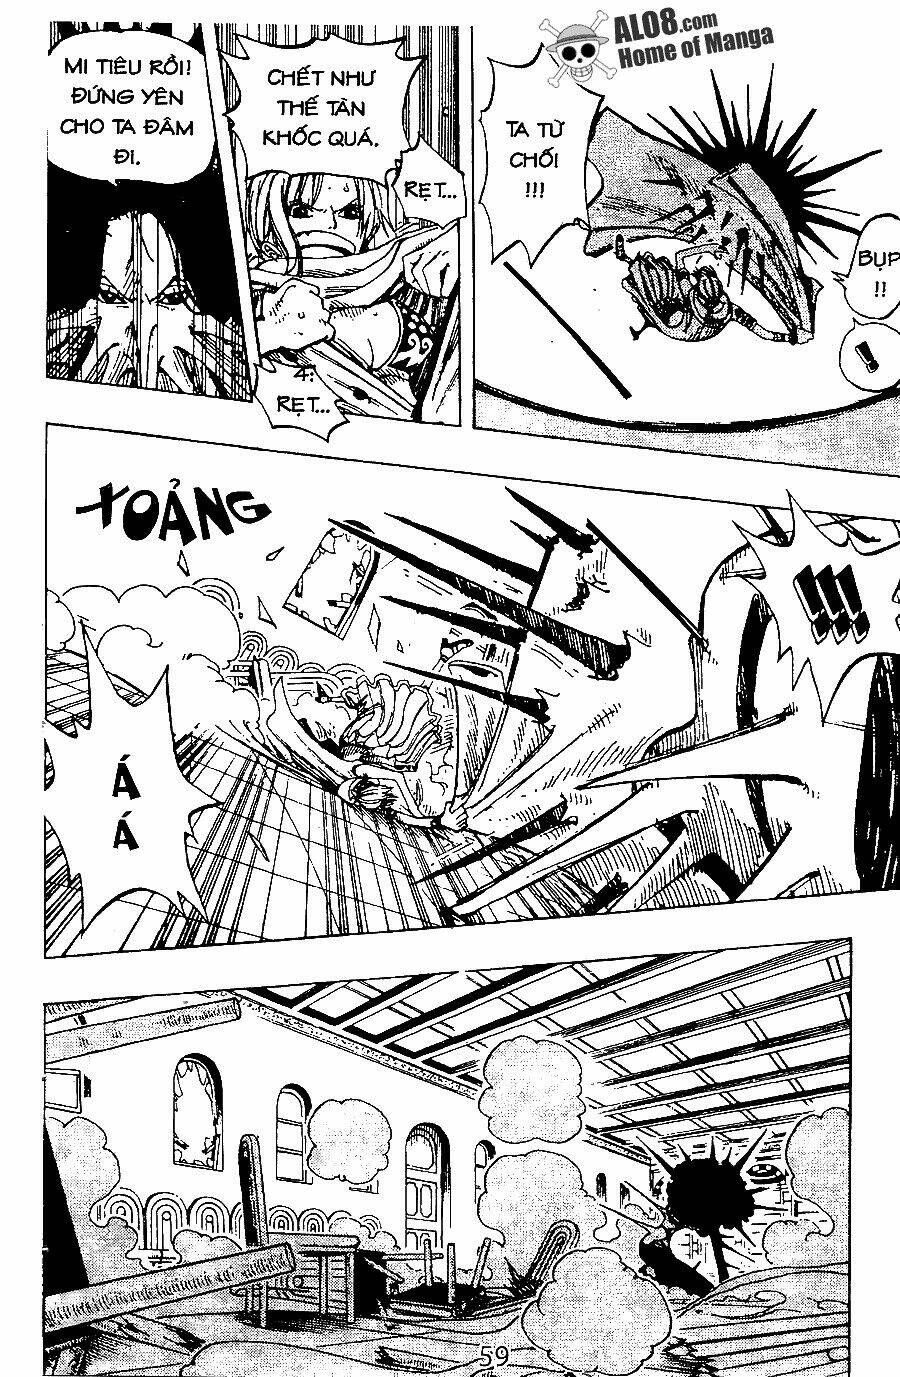 ALO8.com
Home of Manga
MI TIÊU RỒI!
ĐỨNG YÊN
CHO TA ĐÂM
ĐI.
CHẾT NHƯ
THẾ TÀN
KHỐC QUÁ.
RẸT...
RẸT...
TA TỪ
CHỐI
!!!
BỤP
!!
!
XOẢNG
!!!
Á
Á
59